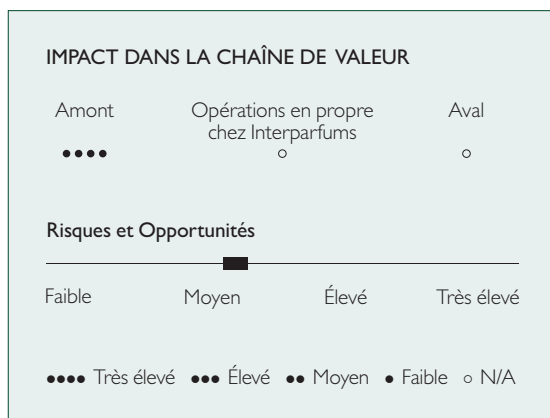 IMPACT DANS LA CHAÎNE DE VALEUR
Amont Opérations en propre chez Interparfums Aval
●●●● ○ ○
Risques et Opportunités
Faible Moyen Élevé Très élevé
●●●● Très élevé ●●● Élevé ●● Moyen ● Faible ○ N/A